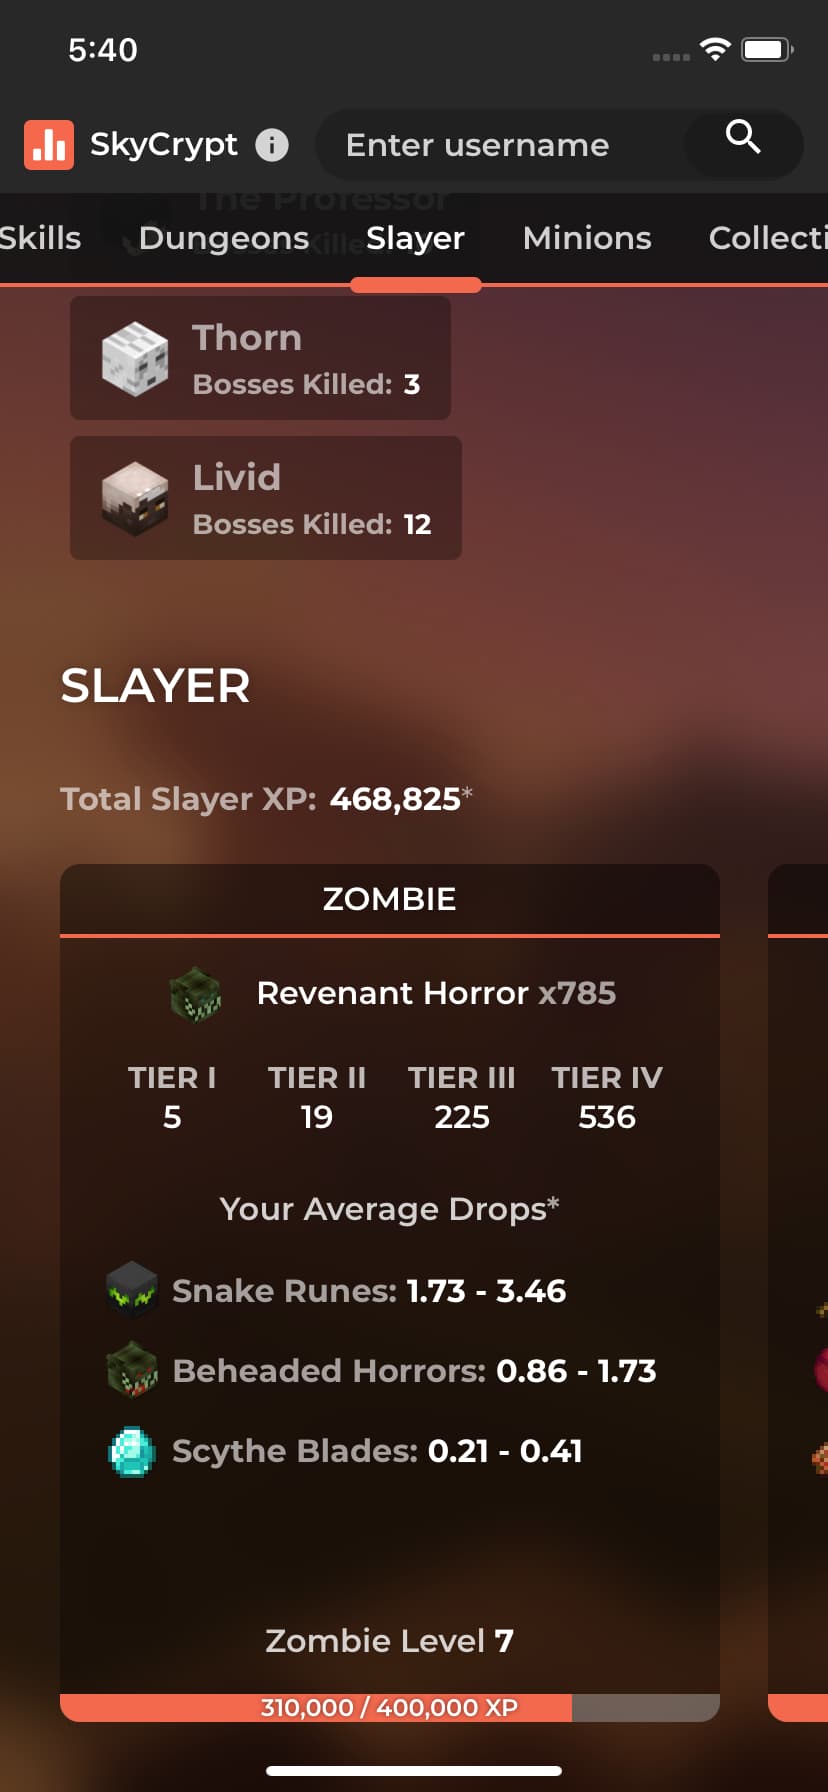 5:40
SkyCrypt
Enter username
The Professor
Skills Dungeons Slayer Minions Collecti
Thorn
Bosses Killed: 3
Livid
Bosses Killed: 12
SLAYER
Total Slayer XP: 468,825*
ZOMBIE
Revenant Horror x785
TIER I TIER II TIER III TIER IV
5 19 225 536
Your Average Drops*
Snake Runes: 1.73 - 3.46
Beheaded Horrors: 0.86 - 1.73
Scythe Blades: 0.21 - 0.41
Zombie Level 7
310,000 / 400,000 XP